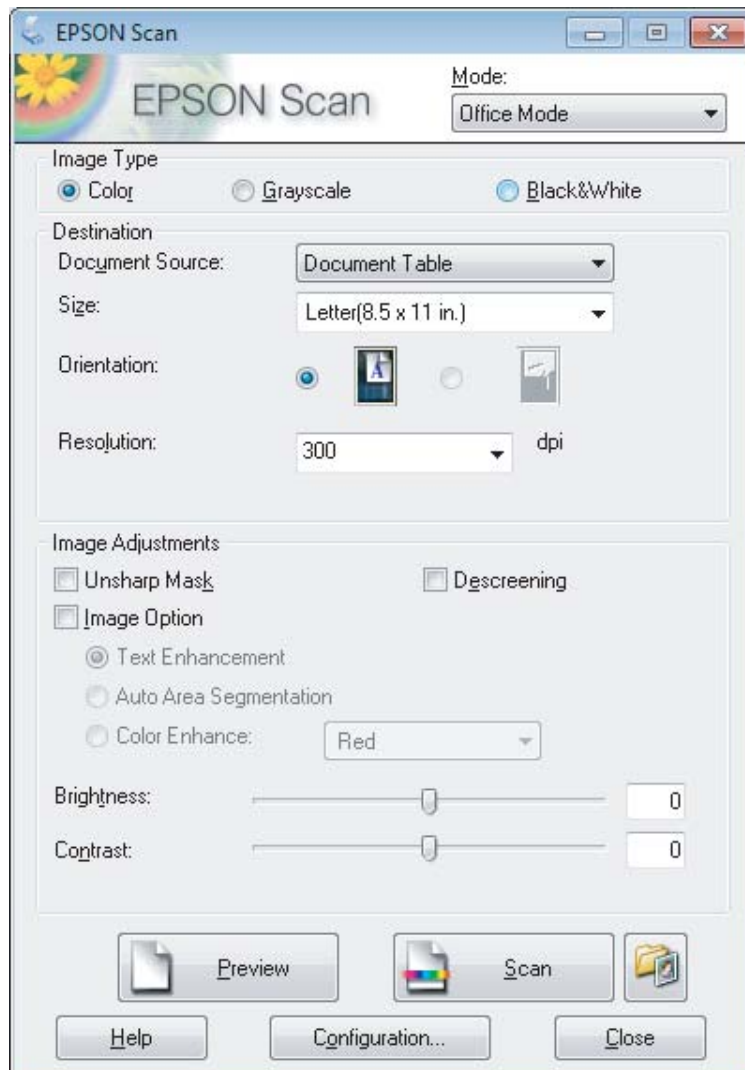 EPSON Scan
EPSON Scan
Mode:
Office Mode
Image Type
Color Grayscale Black&White
Destination
Document Source: Document Table
Size: Letter(8.5 x 11 in.)
Orientation: A
Resolution: 300 dpi
Image Adjustments
Unsharp Mask Descreening
Image Option
Text Enhancement
Auto Area Segmentation
Color Enhance: Red
Brightness: 0
Contrast: 0
Preview Scan
Help Configuration... Close